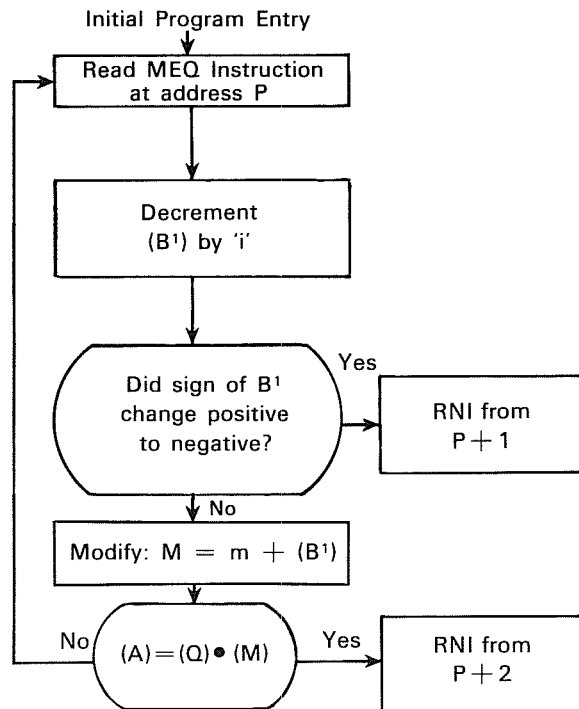 Initial Program Entry
Read MEQ Instruction
at address P
Decrement
(B¹) by 'i'
Did sign of B¹
change positive
to negative?
Yes
RNI from
P + 1
No
Modify: M = m + (B¹)
No
(A) = (Q) • (M)
Yes
RNI from
P + 2